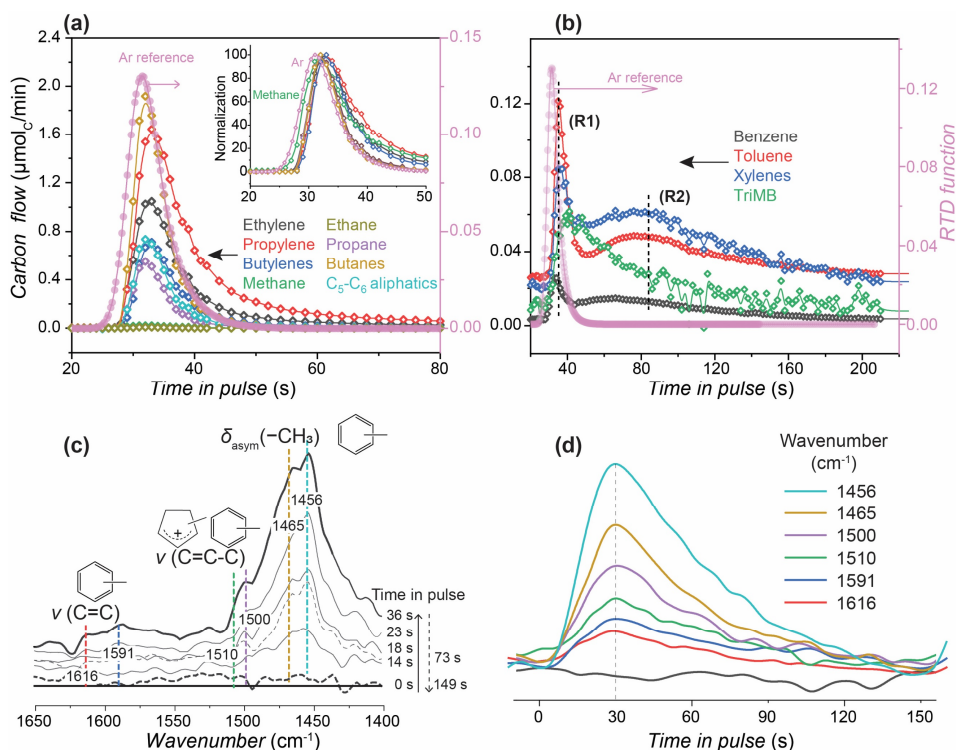 (a)
2.4
2.0
1.6
1.2
0.8
0.4
0.0
Carbon flow (μmolC/min)
Ar reference
0.15
0.10
0.05
0.00
100
80
60
40
20
0
Normalization
Ar
Methane
20 30 40 50
Ethylene Ethane
Propylene Propane
Butylenes Butanes
Methane C5-C6 aliphatics
20 40 60 80
Time in pulse (s)
(b)
0.12
0.08
0.04
0.00
Ar reference
(R1)
Benzene
Toluene
Xylenes
TriMB
(R2)
0.12
0.08
0.04
0.00
RTD function
40 80 120 160 200
Time in pulse (s)
(c)
δasym(−CH3)
1456
1465
ν (C=C-C)
ν (C=C)
1500
1510
1591
1616
Time in pulse
36 s
23 s
18 s
14 s
73 s
0 s
149 s
1650 1600 1550 1500 1450 1400
Wavenumber (cm-1)
(d)
Wavenumber
(cm-1)
1456
1465
1500
1510
1591
1616
0 30 60 90 120 150
Time in pulse (s)